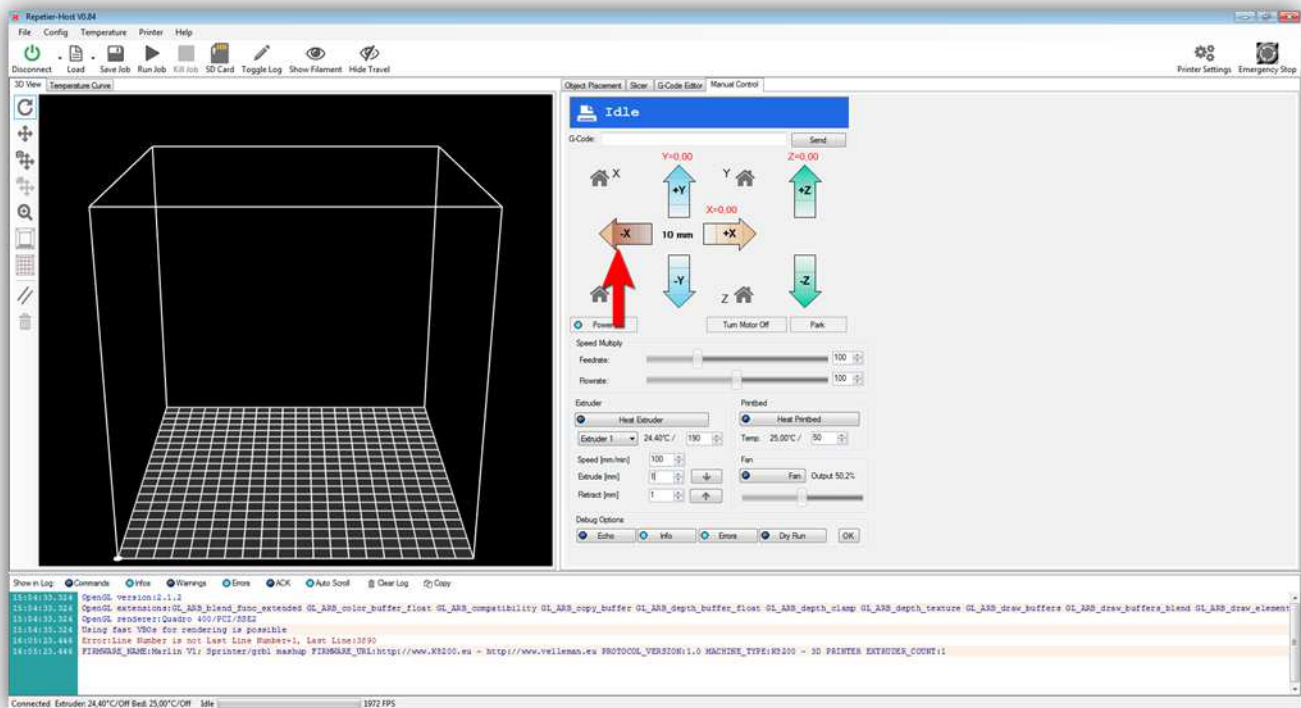 Repetier-Host V0.84
File Config Temperature Printer Help
Disconnect Load Save Job Run Job Kill Job SD Card Toggle Log Show Filament Hide Travel Printer Settings Emergency Stop
3D View Temperature Curve
Object Placement Slicer G-Code Editor Manual Control
Idle
G-Code: Send
Y=0.00 Z=0.00
X +Y Y +Z
X=0.00
-X 10 mm +X
-Y Z -Z
Power Turn Motor Off Park
Speed Multiply
Feedrate: 100
Flowrate: 100
Extruder Printbed
Heat Extruder Heat Printbed
Extruder 1 24,40°C / 190 Temp. 25,00°C / 50
Speed [mm/min] 100 Fan
Extrude [mm] 1 Fan Output 50,2%
Retract [mm] 1
Debug Options
Echo Info Errors Dry Run OK
Show in Log: Commands Infos Warnings Errors ACK Auto Scroll Clear Log Copy
15:54:33.324 OpenGL version:2.1.2
15:54:33.324 OpenGL extensions:GL_ARB_blend_func_extended GL_ARB_color_buffer_float GL_ARB_compatibility GL_ARB_copy_buffer GL_ARB_depth_buffer_float GL_ARB_depth_clamp GL_ARB_depth_texture GL_ARB_draw_buffers GL_ARB_draw_buffers_blend GL_ARB_draw_element
15:54:33.324 OpenGL renderer:Quadro 400/PCI/SSE2
15:54:33.324 Using fast VBOs for rendering is possible
16:05:23.446 Error:Line Number is not Last Line Number+1, Last Line:3890
16:05:23.446 FIRMWARE_NAME:Marlin V1; Sprinter/grbl mashup FIRMWARE_URL:http://www.K8200.eu - http://www.velleman.eu PROTOCOL_VERSION:1.0 MACHINE_TYPE:K8200 - 3D PRINTER EXTRUDER_COUNT:1
Connected Extruder: 24,40°C/Off Bed: 25,00°C/Off Idle 1972 FPS